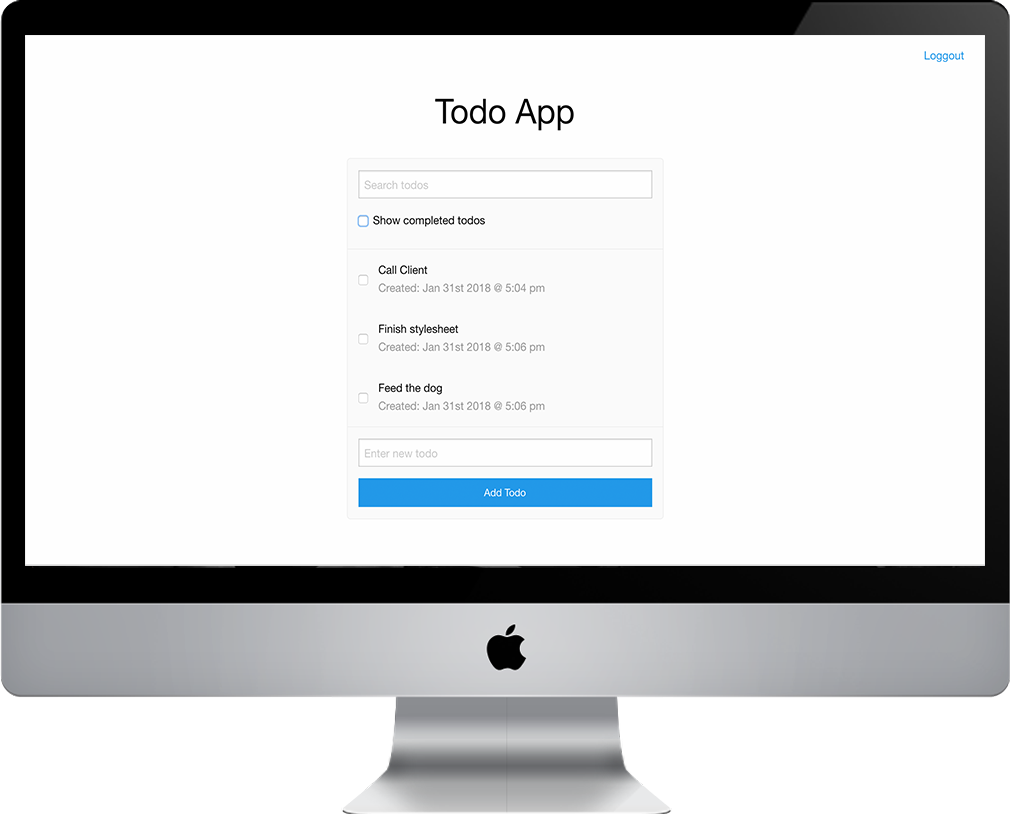 Loggout
Todo App
Search todos
Show completed todos
Call Client
Created: Jan 31st 2018 @ 5:04 pm
Finish stylesheet
Created: Jan 31st 2018 @ 5:06 pm
Feed the dog
Created: Jan 31st 2018 @ 5:06 pm
Enter new todo
Add Todo